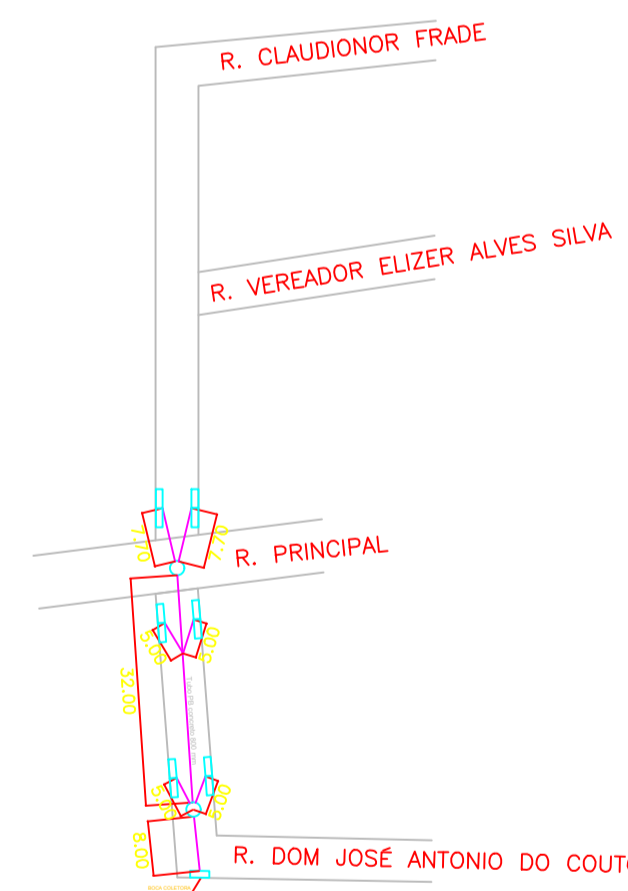 R. CLAUDIONOR FRADE
R. VEREADOR ELIZER ALVES SILVA
7.70
7.70
R. PRINCIPAL
5.00
5.00
32.00
5.00
5.00
8.00
R. DOM JOSÉ ANTONIO DO COUTO